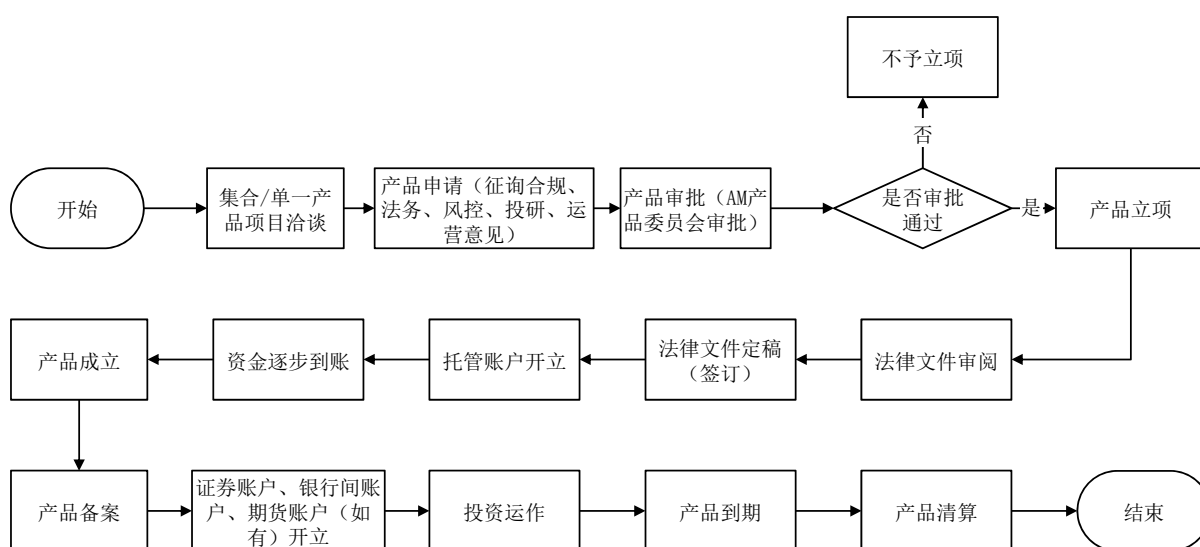 不予立项
否
开始
集合/单一产
品项目洽谈
产品申请（征询合规、
法务、风控、投研、运
营意见）
产品审批（AM产
品委员会审批）
是否审批
通过
是
产品立项
产品成立
资金逐步到账
托管账户开立
法律文件定稿
（签订）
法律文件审阅
产品备案
证券账户、银行间账
户、期货账户（如
有）开立
投资运作
产品到期
产品清算
结束